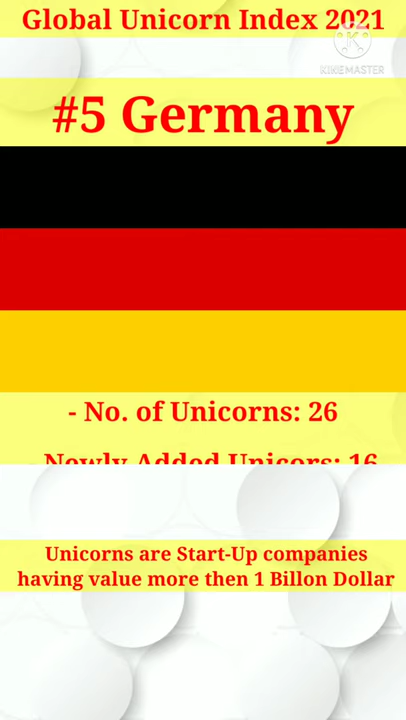 Global Unicorn Index 2021
KINEMASTER
#5 Germany
- No. of Unicorns: 26
- Newly Added Unicors: 16
Unicorns are Start-Up companies
having value more then 1 Billon Dollar